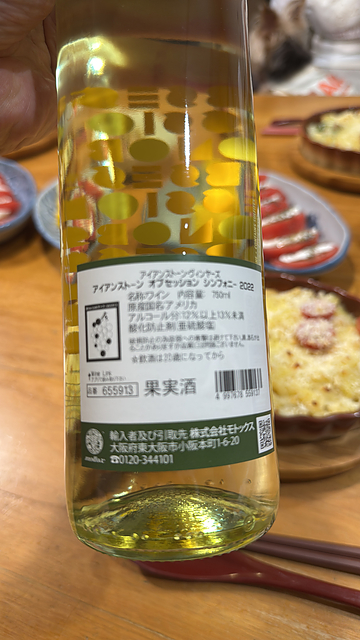 アイアンストーンヴィンヤーズ
アイアンストーン オブセッション シンフォニー 2022
名称:ワイン 内容量: 750ml
原産国名:アメリカ
アルコール分:12%以上13%未満
酸化防止剤(亜硫酸塩)
☆飲酒は20歳になってから
品番 655913
果実酒
輸入者及び引取先 株式会社モトックス
大阪府東大阪市小阪本町1-6-20
☎0120-344101